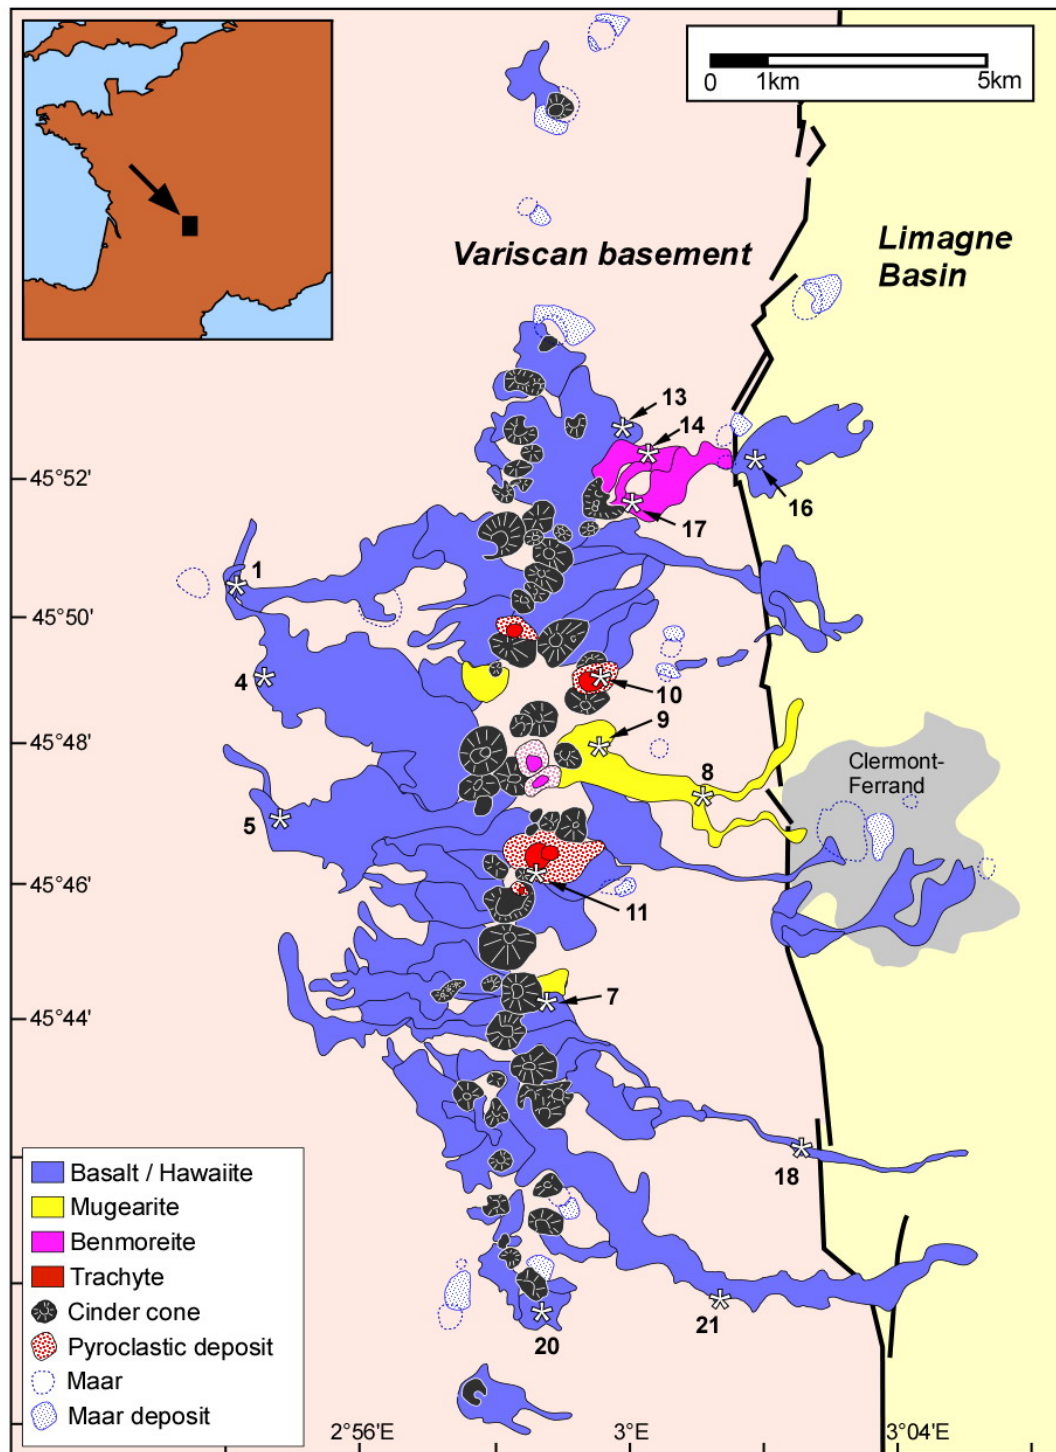 0 1km 5km
Variscan basement
Limagne
Basin
13
14
45°52'
16
17
1
45°50'
4
10
9
45°48'
8
Clermont-
Ferrand
5
45°46'
11
7
45°44'
18
Basalt / Hawaiite
Mugearite
Benmoreite
Trachyte
Cinder cone
Pyroclastic deposit
Maar
Maar deposit
21
20
2°56'E 3°E 3°04'E